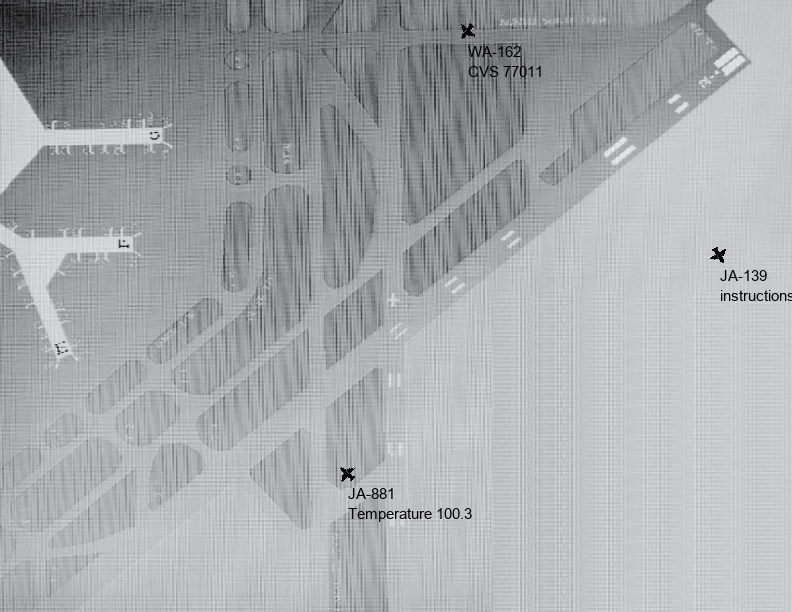 WA-162
CVS 77011
G
F
JA-139
instructions
E
JA-881
Temperature 100.3